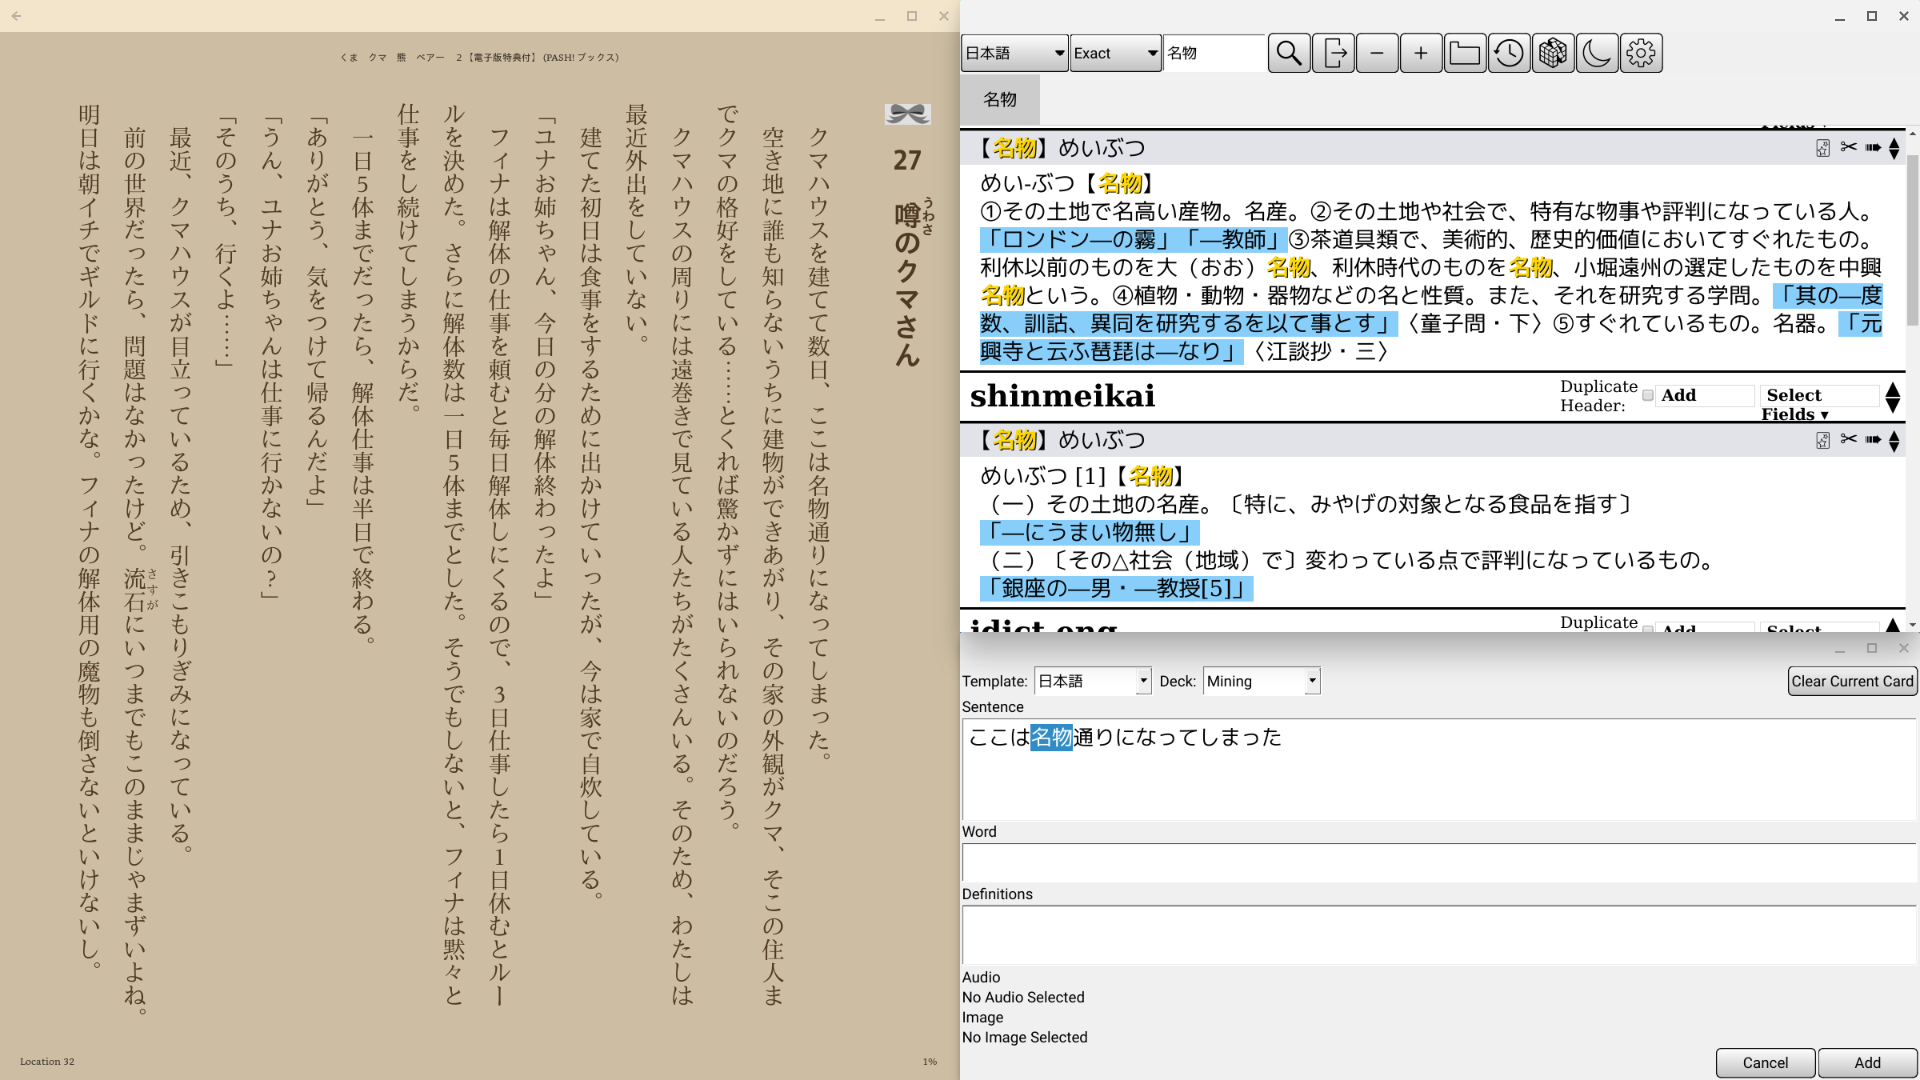 くま　クマ　熊　ベアー　2【電子版特典付】 (PASH! ブックス)
27　噂のクマさん
うわさ
　クマハウスを建てて数日、ここは名物通りになってしまった。
　空き地に誰も知らないうちに建物ができあがり、その家の外観がクマ、そこの住人ま
でクマの格好をしている……とくれば驚かずにはいられないのだろう。
　クマハウスの周りには遠巻きで見ている人たちがたくさんいる。そのため、わたしは
最近外出をしていない。
　建てた初日は食事をするために出かけていったが、今は家で自炊している。
「ユナお姉ちゃん、今日の分の解体終わったよ」
　フィナは解体の仕事を頼むと毎日解体しにくるので、3日仕事したら1日休むとルー
ルを決めた。さらに解体数は一日5体までとした。そうでもしないと、フィナは黙々と
仕事をし続けてしまうからだ。
　一日5体までだったら、解体仕事は半日で終わる。
「ありがとう、気をつけて帰るんだよ」
「うん、ユナお姉ちゃんは仕事に行かないの？」
「そのうち、行くよ……」
　最近、クマハウスが目立っているため、引きこもりぎみになっている。
　前の世界だったら、問題はなかったけど。流石にいつまでもこのままじゃまずいよね。
さすが
明日は朝イチでギルドに行くかな。フィナの解体用の魔物も倒さないといけないし。
Location 32
1%
日本語
Exact
名物
名物
【名物】めいぶつ
めい‐ぶつ【名物】
①その土地で名高い産物。名産。②その土地や社会で、特有な物事や評判になっている人。
「ロンドン―の霧」「―教師」③茶道具類で、美術的、歴史的価値においてすぐれたもの。
利休以前のものを大（おお）名物、利休時代のものを名物、小堀遠州の選定したものを中興
名物という。④植物・動物・器物などの名と性質。また、それを研究する学問。「其の―度
数、訓詁、異同を研究するを以て事とす」〈童子問・下〉⑤すぐれているもの。名器。「元
興寺と云ふ琵琶は―なり」〈江談抄・三〉
shinmeikai
Duplicate
Header:
Add
Select
Fields ▾
【名物】めいぶつ
めいぶつ [1]【名物】
（一）その土地の名産。〔特に、みやげの対象となる食品を指す〕
「―にうまい物無し」
（二）〔その△社会（地域）で〕変わっている点で評判になっているもの。
「銀座の―男・―教授[5]」
jdict eng
Duplicate
Add
Select
Template:
日本語
Deck:
Mining
Clear Current Card
Sentence
ここは名物通りになってしまった
Word
Definitions
Audio
No Audio Selected
Image
No Image Selected
Cancel
Add